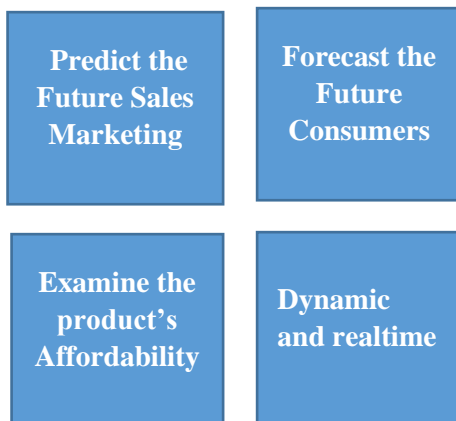 Predict the
Future Sales
Marketing
Forecast the
Future
Consumers
Examine the
product’s
Affordability
Dynamic
and realtime